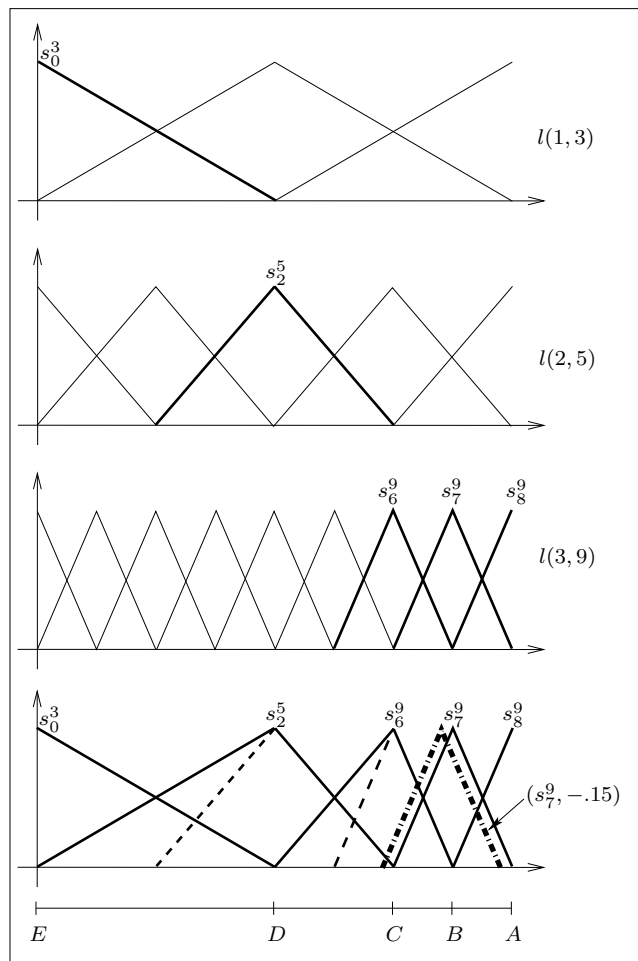 $s_0^3$
$l(1, 3)$
$s_2^5$
$l(2, 5)$
$s_6^9$ $s_7^9$ $s_8^9$
$l(3, 9)$
$s_0^3$ $s_2^5$ $s_6^9$ $s_7^9$ $s_8^9$
$(s_7^9, -.15)$
E D C B A